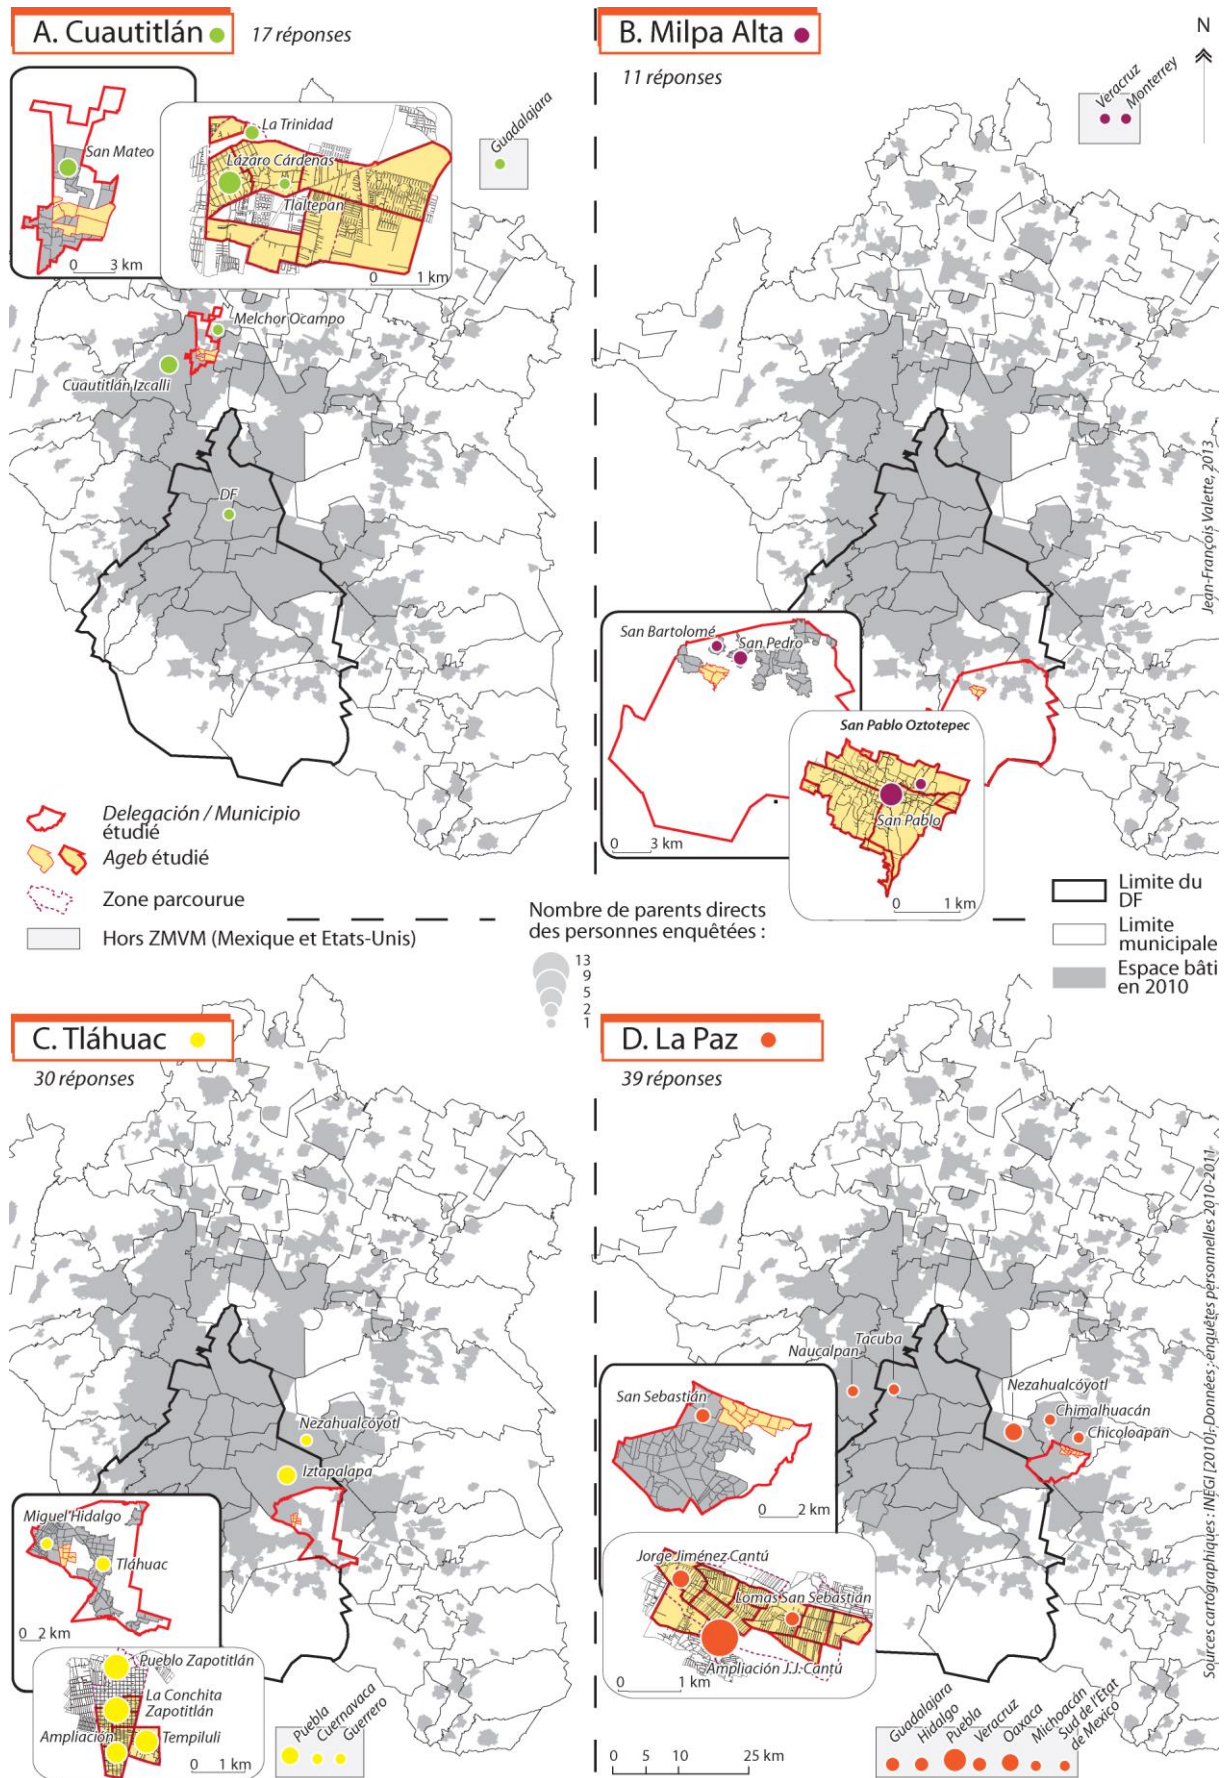 A. Cuautitlán
17 réponses
San Mateo
0 3 km
La Trinidad
Lázaro Cárdenas
Tlaltepan
0 1 km
Guadalajara
Melchor Ocampo
Cuautitlán Izcalli
DF
B. Milpa Alta
11 réponses
Veracruz
Monterrey
N
Jean-François Valette, 2013
San Bartolomé
San Pedro
0 3 km
San Pablo Oztotepec
San Pablo
0 1 km
Delegación / Municipio
étudié
Ageb étudié
Zone parcourue
Hors ZMVM (Mexique et Etats-Unis)
Nombre de parents directs
des personnes enquêtées :
13
9
5
2
1
Limite du
DF
Limite
municipale
Espace bâti
en 2010
C. Tláhuac
30 réponses
Nezahualcóyotl
Iztapalapa
Miguel Hidalgo
Tláhuac
0 2 km
Pueblo Zapotitlán
La Conchita
Zapotitlán
Ampliación
Tempiluli
0 1 km
Puebla
Cuernavaca
Guerrero
D. La Paz
39 réponses
Tacuba
Naucalpan
Nezahualcóyotl
Chimalhuacán
Chicoloapan
San Sebastián
0 2 km
Jorge Jiménez Cantú
Lomas San Sebastián
Ampliación J.J. Cantú
0 1 km
Guadalajara
Hidalgo
Puebla
Veracruz
Oaxaca
Michoacán
Sud de l'Etat
de Mexico
0 5 10 25 km
Sources cartographiques : INEGI [2010] ; Données : enquêtes personnelles 2010-2011